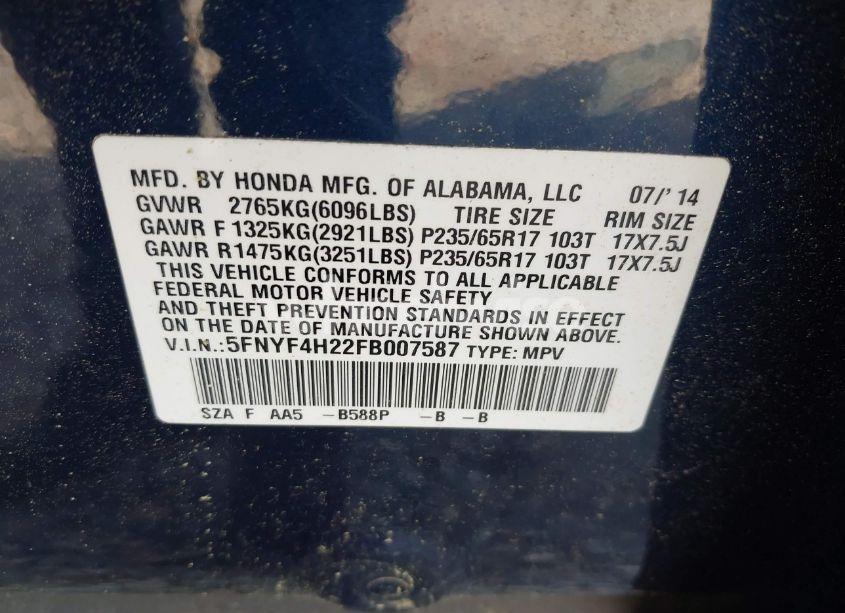 MFD. BY HONDA MFG. OF ALABAMA, LLC 07/'14
GVWR 2765KG(6096LBS) TIRE SIZE RIM SIZE
GAWR F 1325KG(2921LBS) P235/65R17 103T 17X7.5J
GAWR R1475KG(3251LBS) P235/65R17 103T 17X7.5J
THIS VEHICLE CONFORMS TO ALL APPLICABLE
FEDERAL MOTOR VEHICLE SAFETY
AND THEFT PREVENTION STANDARDS IN EFFECT
ON THE DATE OF MANUFACTURE SHOWN ABOVE.
V.I.N.:5FNYF4H22FB007587 TYPE: MPV
SZA F AA5 -B588P -B -B